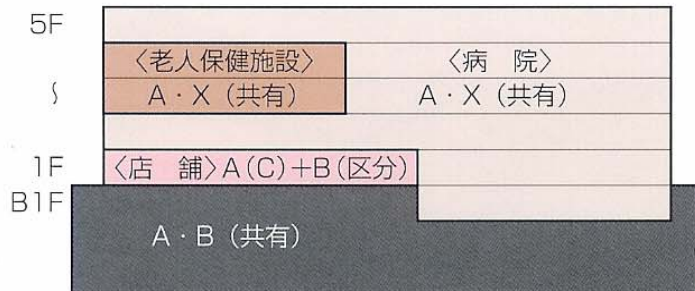 5F
〈老人保健施設〉
〈病　院〉
A・X（共有）
A・X（共有）
〜
1F
〈店　舗〉A(C)＋B(区分)
B1F
A・B（共有）